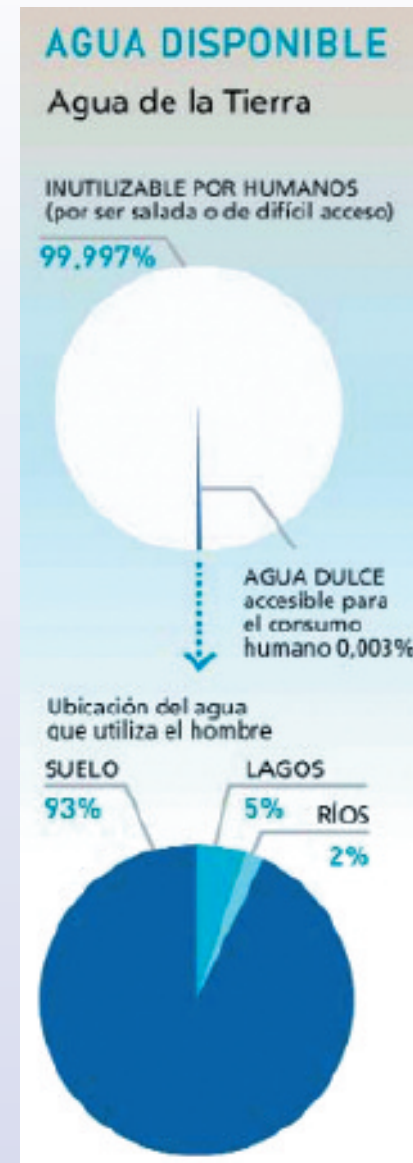 AGUA DISPONIBLE
Agua de la Tierra
INUTILIZABLE POR HUMANOS
(por ser salada o de difícil acceso)
99,997%
AGUA DULCE
accesible para
el consumo
humano 0,003%
Ubicación del agua
que utiliza el hombre
SUELO
93%
LAGOS
5%
RÍOS
2%